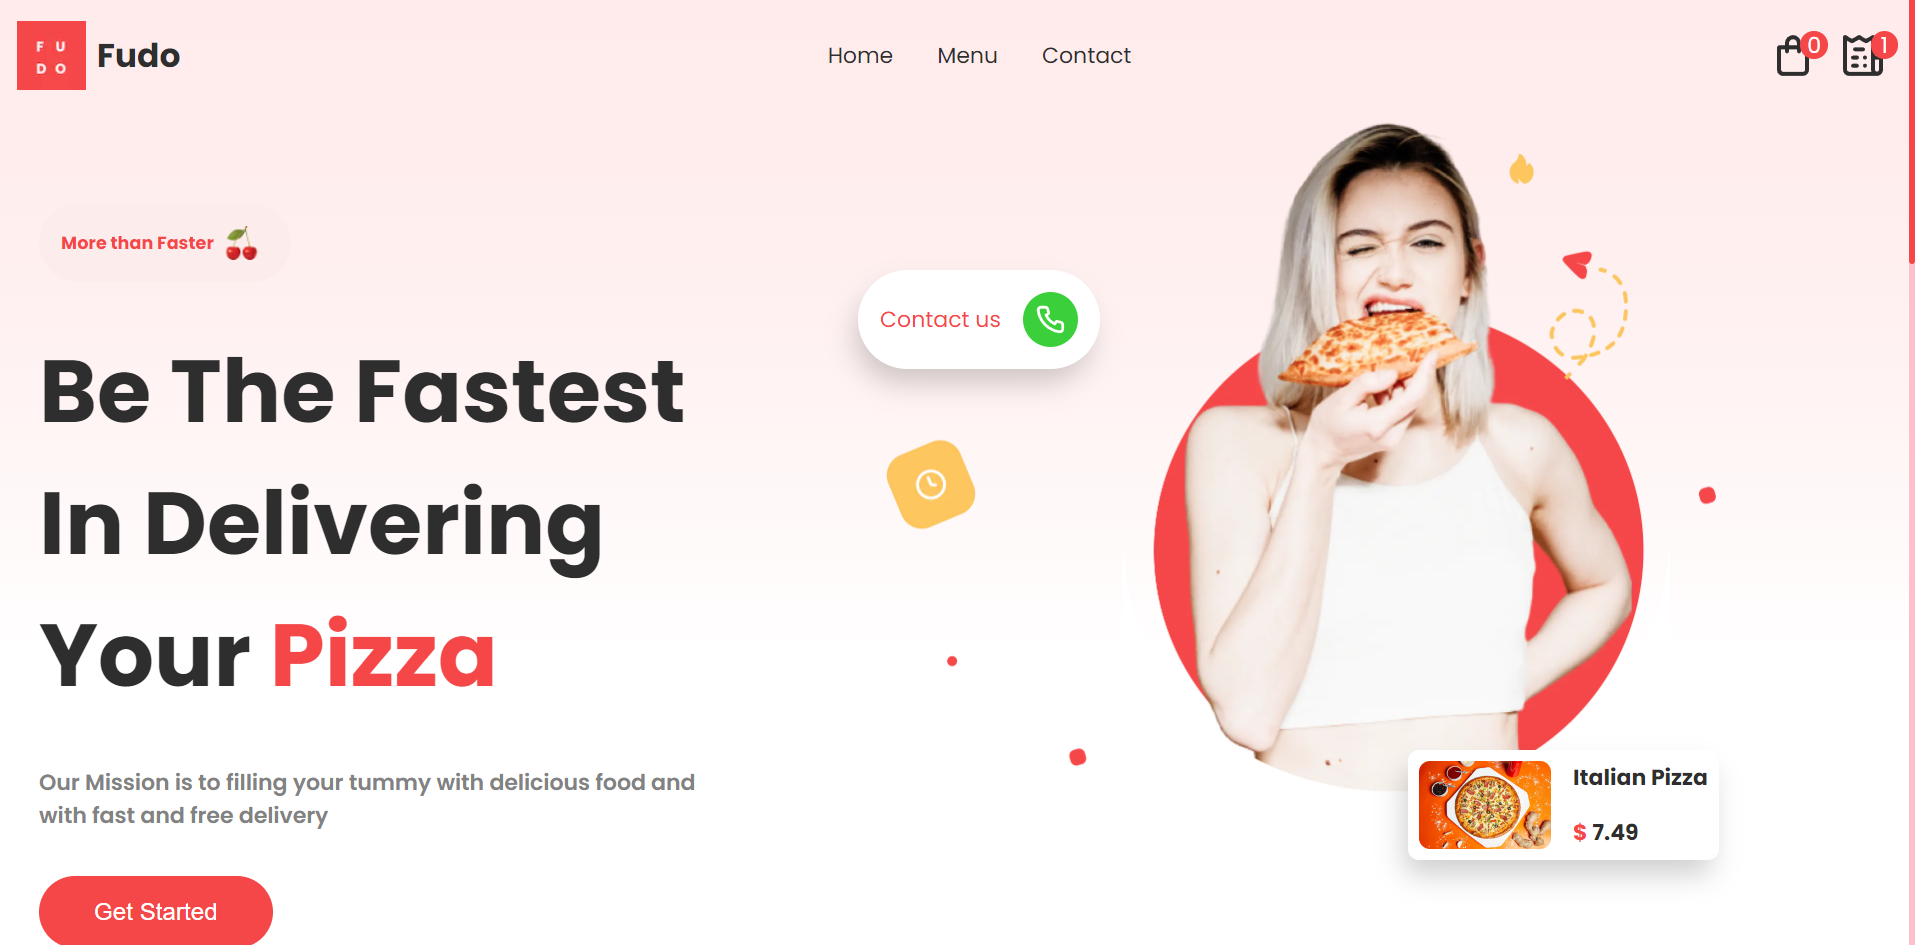 F U
D O
Fudo
Home Menu Contact
0
1
More than Faster
Contact us
Be The Fastest
In Delivering
Your Pizza
Our Mission is to filling your tummy with delicious food and
with fast and free delivery
Italian Pizza
$ 7.49
Get Started